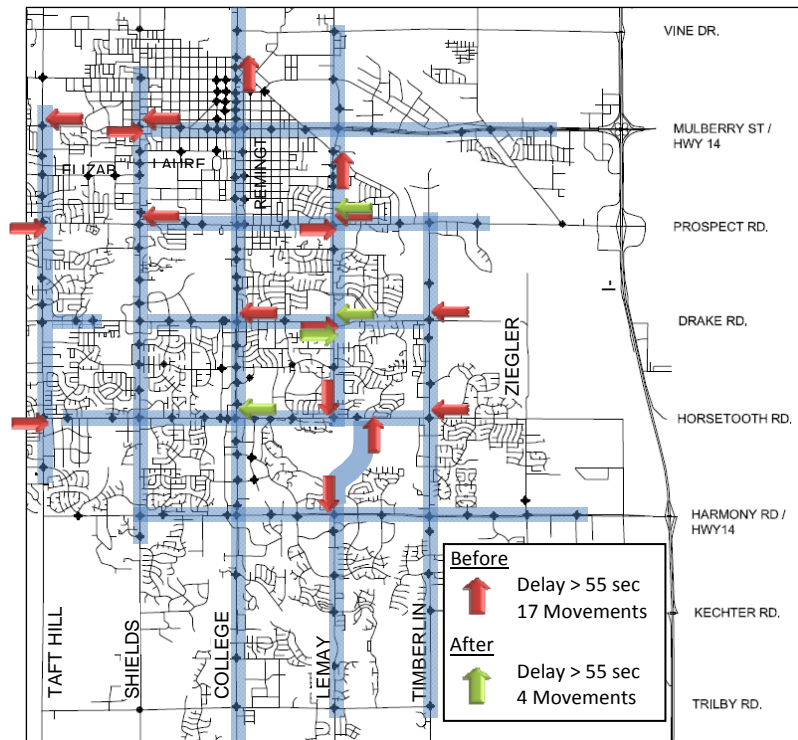 VINE DR.
MULBERRY ST /
HWY 14
LAUREL
REMINGT
PROSPECT RD.
I-
DRAKE RD.
ZIEGLER
HORSETOOTH RD.
HARMONY RD /
HWY14
Before
Delay > 55 sec
17 Movements
After
Delay > 55 sec
4 Movements
KECHTER RD.
TRILBY RD.
TAFT HILL
SHIELDS
COLLEGE
LEMAY
TIMBERLIN